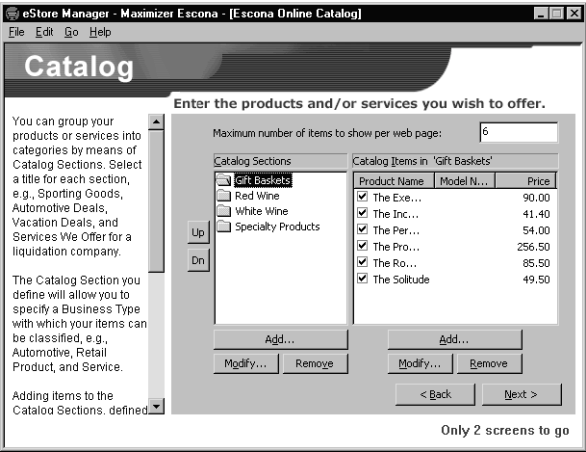 eStore Manager - Maximizer Escona - [Escona Online Catalog]
File Edit Go Help
Catalog
Enter the products and/or services you wish to offer.
You can group your
products or services into
categories by means of
Catalog Sections. Select
a title for each section,
e.g., Sporting Goods,
Automotive Deals,
Vacation Deals, and
Services We Offer for a
liquidation company.
The Catalog Section you
define will allow you to
specify a Business Type
with which your items can
be classified, e.g.,
Automotive, Retail
Product, and Service.
Adding items to the
Catalog Sections, defined
Maximum number of items to show per web page: 6
Catalog Sections
Gift Baskets
Red Wine
White Wine
Specialty Products
Up
Dn
Add...
Modify... Remove
Catalog Items in 'Gift Baskets'
Product Name Model N... Price
The Exe... 90.00
The Inc... 41.40
The Per... 54.00
The Pro... 256.50
The Ro... 85.50
The Solitude 49.50
Add...
Modify... Remove
< Back Next >
Only 2 screens to go